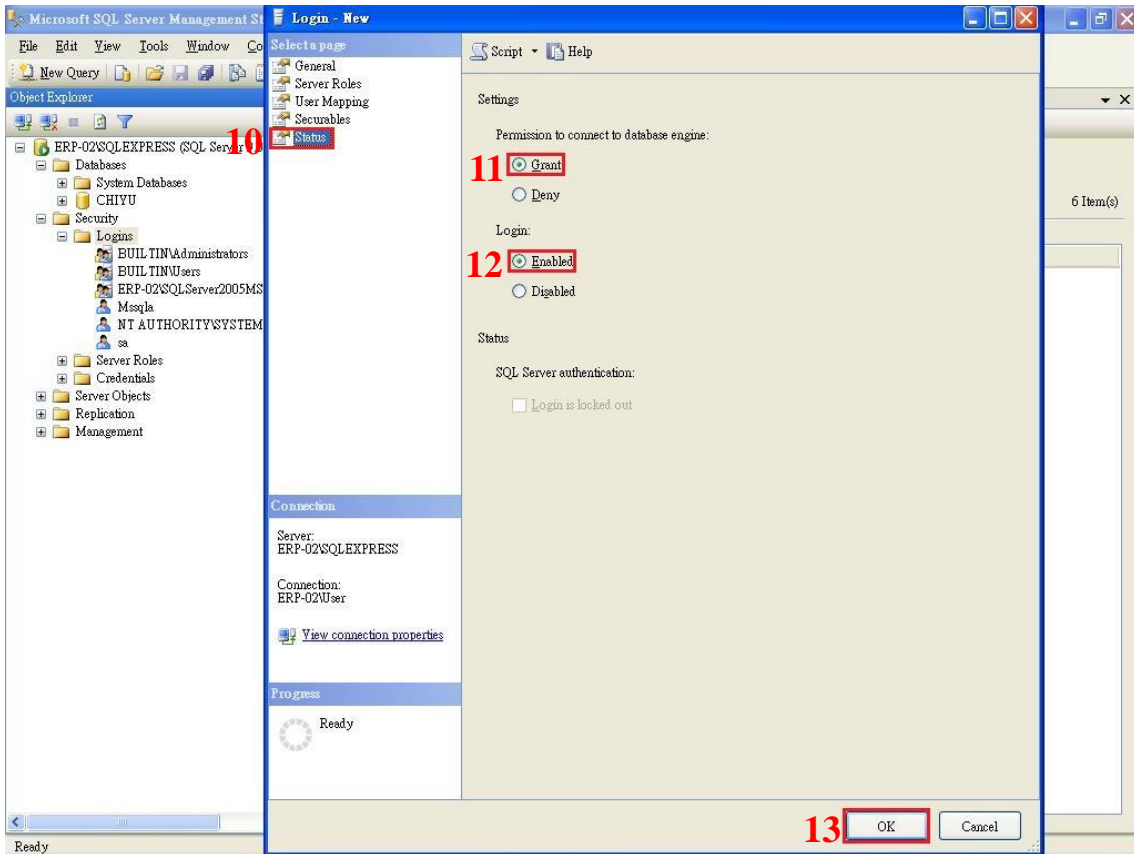 Microsoft SQL Server Management St
File Edit View Tools Window Co
New Query
Object Explorer
ERP-02\SQLEXPRESS (SQL Server 9.0
Databases
System Databases
CHIYU
Security
Logins
BUILTIN\Administrators
BUILTIN\Users
ERP-02\SQLServer2005MS
Mssqla
NT AUTHORITY\SYSTEM
sa
Server Roles
Credentials
Server Objects
Replication
Management
Ready
Login - New
Select a page
General
Server Roles
User Mapping
Securables
10
Status
Connection
Server:
ERP-02\SQLEXPRESS
Connection:
ERP-02\User
View connection properties
Progress
Ready
Script Help
Settings
Permission to connect to database engine:
11
Grant
Deny
Login:
12
Enabled
Disabled
Status
SQL Server authentication:
Login is locked out
13
OK Cancel
6 Item(s)